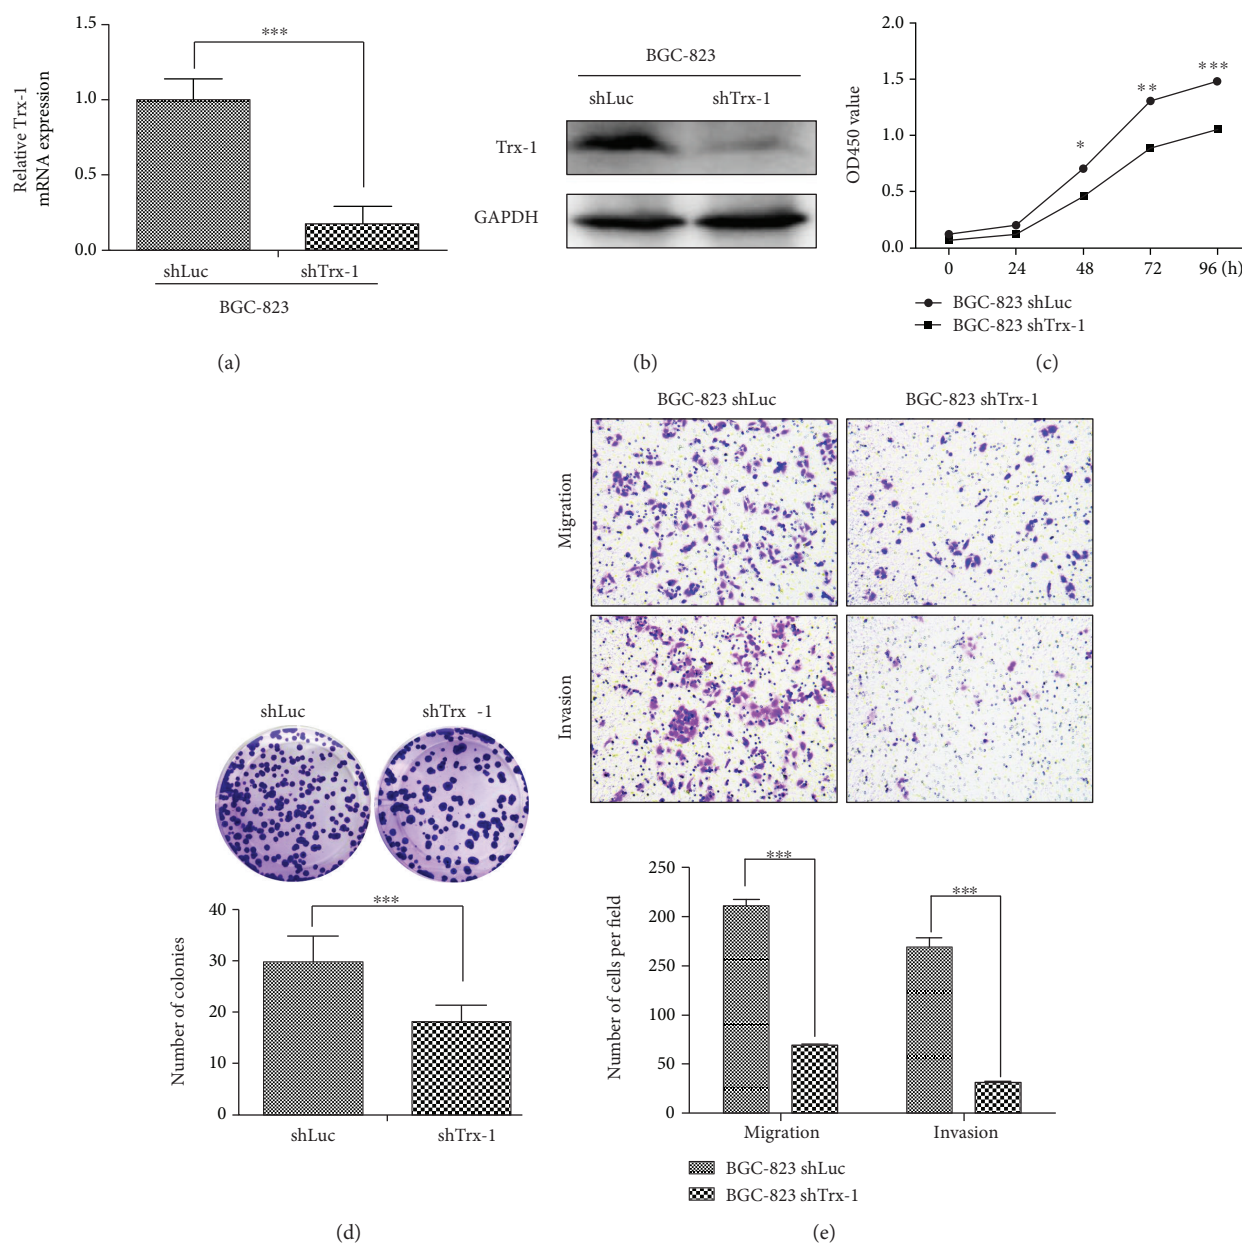 1.5
1.0
0.5
0.0
Relative Trx-1
mRNA expression
***
shLuc
shTrx-1
BGC-823
(a)
BGC-823
shLuc
shTrx-1
Trx-1
GAPDH
(b)
2.0
1.5
1.0
0.5
0.0
OD450 value
*
**
***
0
24
48
72
96 (h)
BGC-823 shLuc
BGC-823 shTrx-1
(c)
shLuc
shTrx -1
40
30
20
10
0
Number of colonies
***
shLuc
shTrx-1
(d)
BGC-823 shLuc
BGC-823 shTrx-1
Migration
Invasion
250
200
250
100
50
0
Number of cells per field
***
***
Migration
Invasion
BGC-823 shLuc
BGC-823 shTrx-1
(e)